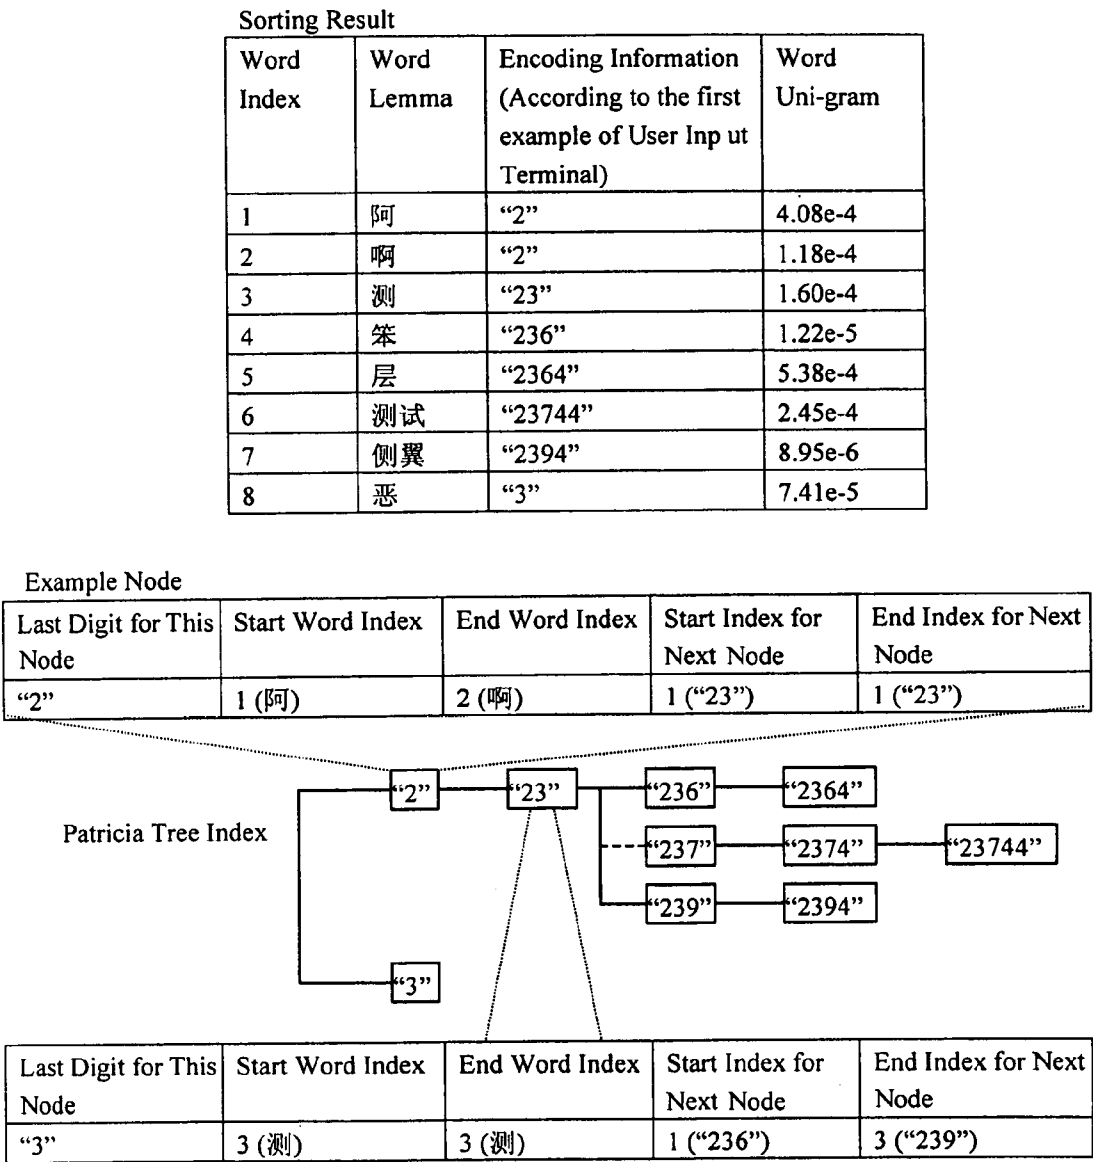 Sorting Result
Word Index | Word Lemma | Encoding Information (According to the first example of User Inp ut Terminal) | Word Uni-gram
1 | 阿 | “2” | 4.08e-4
2 | 啊 | “2” | 1.18e-4
3 | 测 | “23” | 1.60e-4
4 | 笨 | “236” | 1.22e-5
5 | 层 | “2364” | 5.38e-4
6 | 测试 | “23744” | 2.45e-4
7 | 侧翼 | “2394” | 8.95e-6
8 | 恶 | “3” | 7.41e-5
Example Node
Last Digit for This Node | Start Word Index | End Word Index | Start Index for Next Node | End Index for Next Node
“2” | 1 (阿) | 2 (啊) | 1 (“23”) | 1 (“23”)
“2” “23” “236” “2364”
Patricia Tree Index
“237” “2374” “23744”
“239” “2394”
“3”
Last Digit for This Node | Start Word Index | End Word Index | Start Index for Next Node | End Index for Next Node
“3” | 3 (测) | 3 (测) | 1 (“236”) | 3 (“239”)